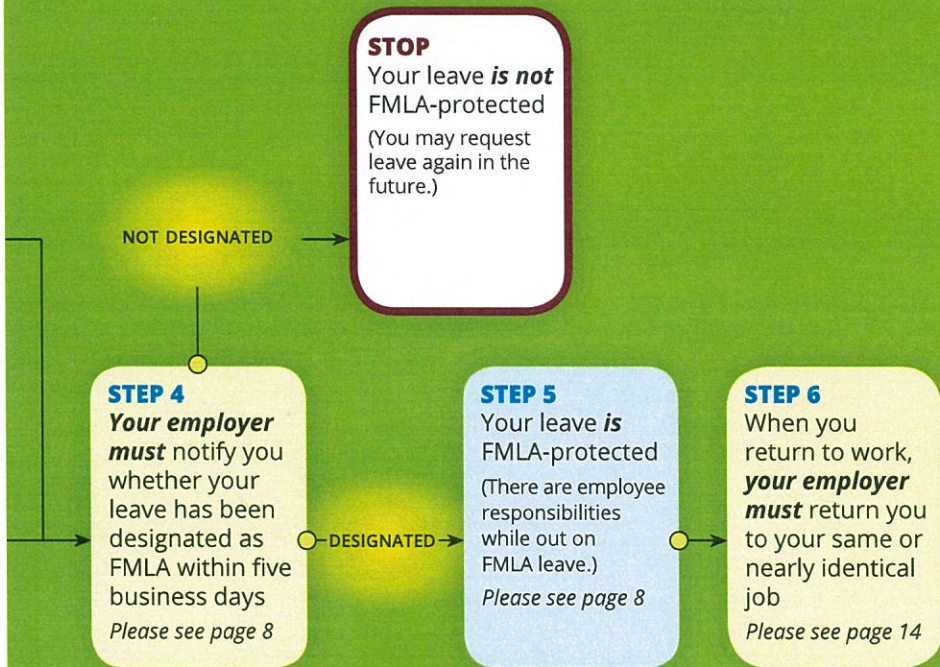 STOP
Your leave is not
FMLA-protected
(You may request
leave again in the
future.)
NOT DESIGNATED
STEP 4
Your employer
must notify you
whether your
leave has been
designated as
FMLA within five
business days
Please see page 8
DESIGNATED
STEP 5
Your leave is
FMLA-protected
(There are employee
responsibilities
while out on
FMLA leave.)
Please see page 8
STEP 6
When you
return to work,
your employer
must return you
to your same or
nearly identical
job
Please see page 14